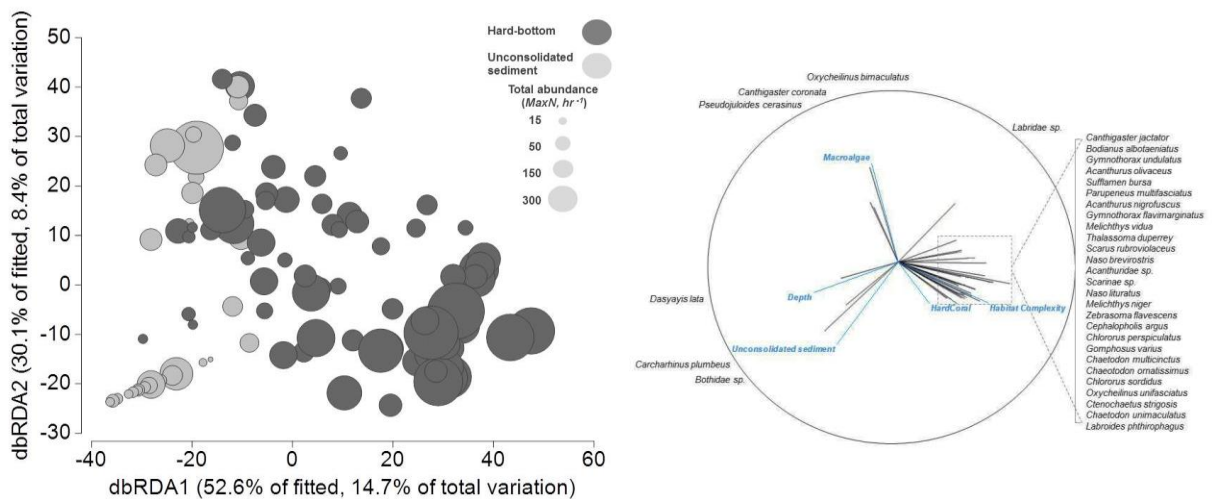 dbRDA2 (30.1% of fitted, 8.4% of total variation)
50
40
30
20
10
0
-10
-20
-30
-40
-20
0
20
40
60
dbRDA1 (52.6% of fitted, 14.7% of total variation)
Hard-bottom
Unconsolidated
sediment
Total abundance
(MaxN, hr⁻¹)
15
50
150
300
Oxycheilinus bimaculatus
Canthigaster coronata
Pseudojuloides cerasinus
Labridae sp.
Macroalgae
Depth
HardCoral
Habitat Complexity
Unconsolidated sediment
Dasyayis lata
Carcharhinus plumbeus
Bothidae sp.
Canthigaster jactator
Bodianus albotaeniatus
Gymnothorax undulatus
Acanthurus olivaceus
Sufflamen bursa
Parupeneus multifasciatus
Acanthurus nigrofuscus
Gymnothorax flavimarginatus
Melichthys vidua
Thalassoma duperrey
Scarus rubroviolaceus
Naso brevirostris
Acanthuridae sp.
Scarinae sp.
Naso lituratus
Melichthys niger
Zebrasoma flavescens
Cephalopholis argus
Chlorurus perspiculatus
Gomphosus varius
Chaetodon multicinctus
Chaetodon ornatissimus
Chlororus sordidus
Oxycheilinus unifasciatus
Ctenochaetus strigosis
Chaetodon unimaculatus
Labroides phthirophagus